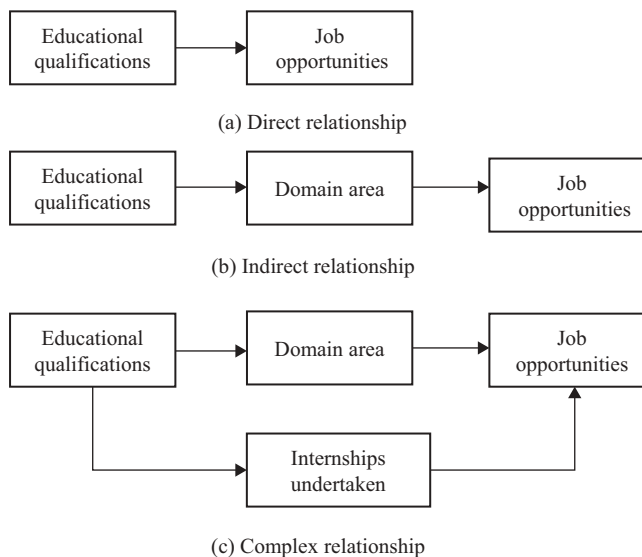 Educational
qualifications
Job
opportunities
(a) Direct relationship
Educational
qualifications
Domain area
Job
opportunities
(b) Indirect relationship
Educational
qualifications
Domain area
Job
opportunities
Internships
undertaken
(c) Complex relationship